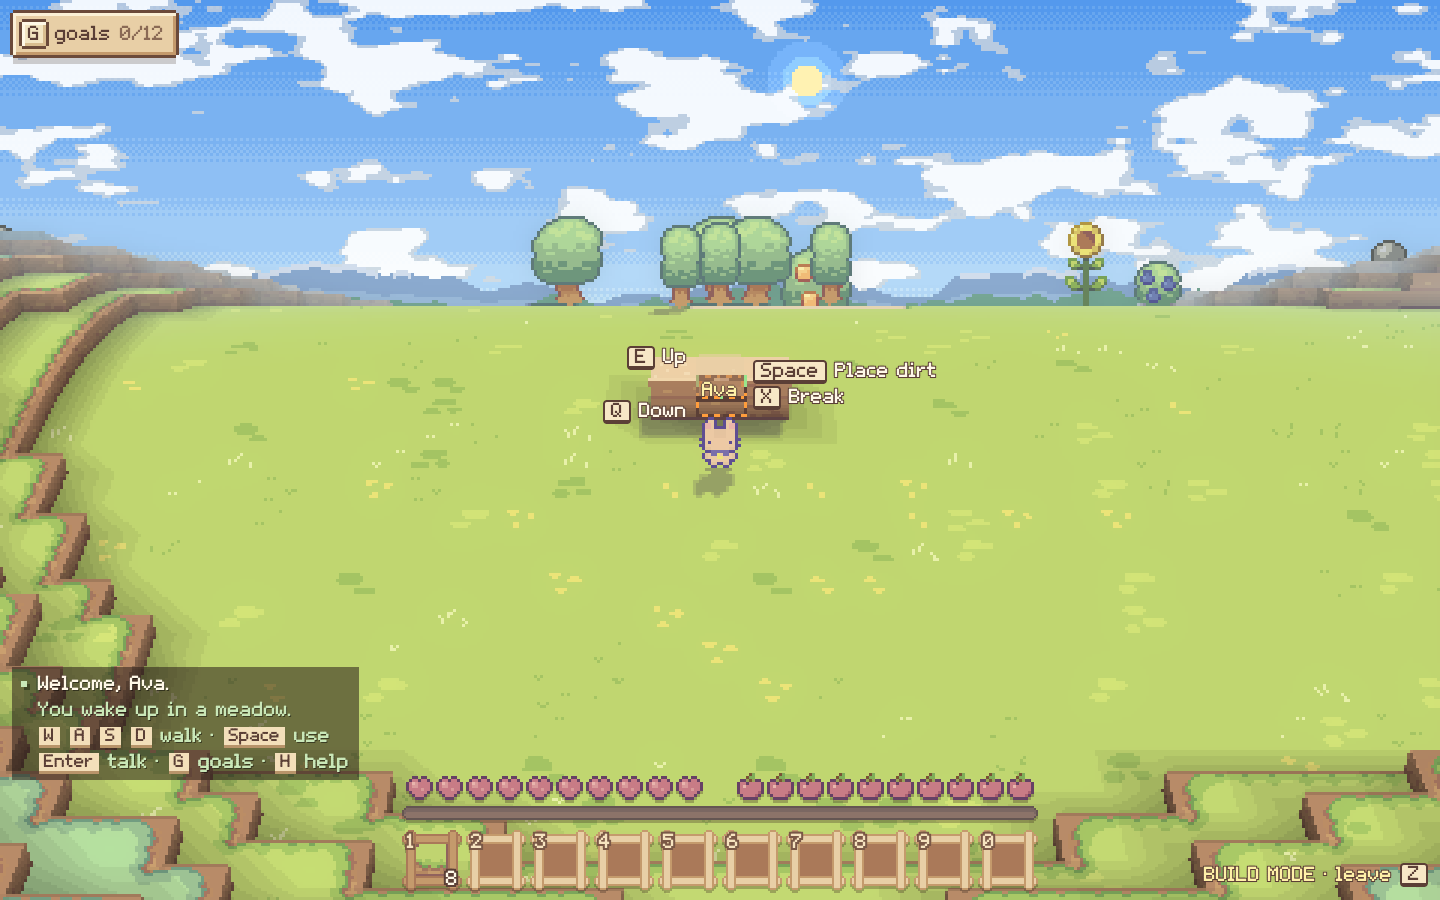 G goals 0/12
E Up
Space Place dirt
Ava
X Break
Q Down
Welcome, Ava.
You wake up in a meadow.
W A S D walk · Space use
Enter talk · G goals · H help
1 2 3 4 5 6 7 8 9 0
8
BUILD MODE · leave Z